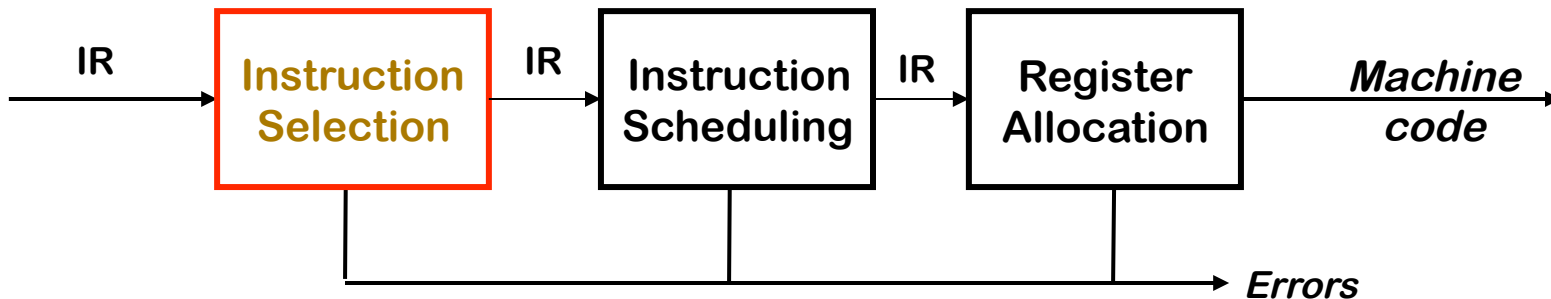 IR
Instruction
Selection
IR
Instruction
Scheduling
IR
Register
Allocation
Machine
code
Errors